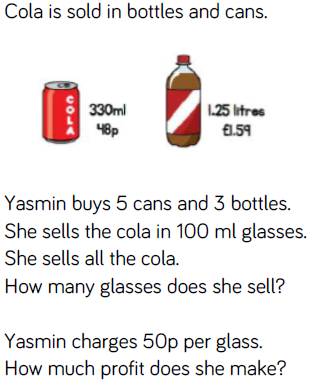 Cola is sold in bottles and cans.
COLA
330ml
48p
1.25 litres
£1.59
Yasmin buys 5 cans and 3 bottles.
She sells the cola in 100 ml glasses.
She sells all the cola.
How many glasses does she sell?
Yasmin charges 50p per glass.
How much profit does she make?